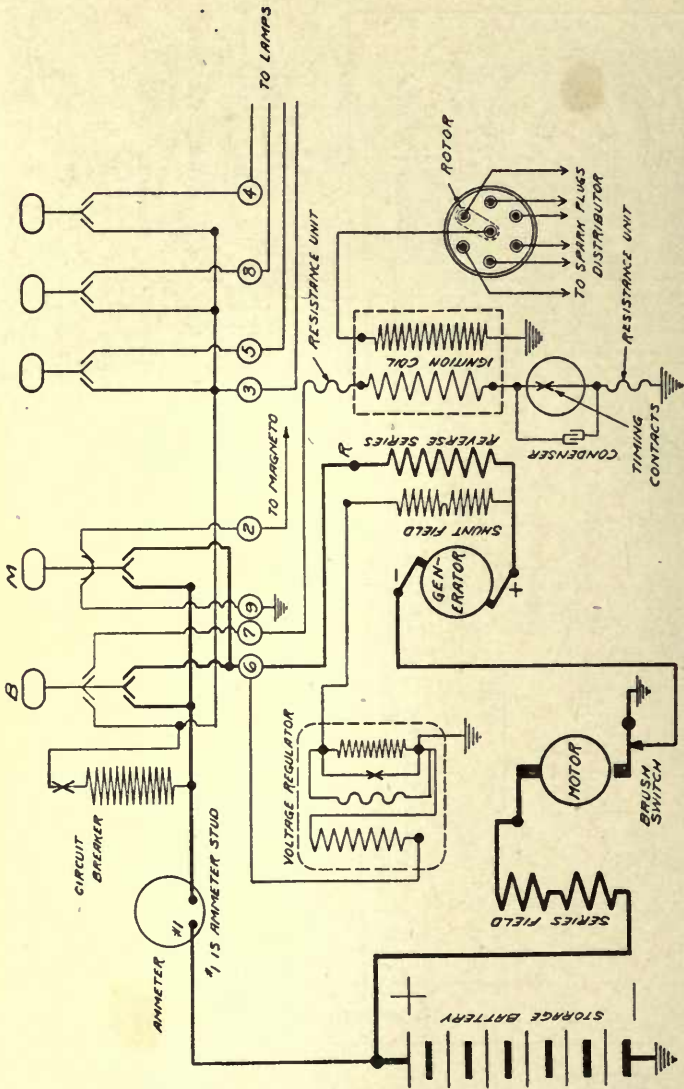 B
M
4
TO LAMPS
8
5
3
2
TO MAGNETO
9
7
6
CIRCUIT
BREAKER
AMMETER
#1
#1 IS AMMETER STUD
VOLTAGE REGULATOR
R
REVERSE SERIES
SHUNT FIELD
GEN-
ERATOR
-
+
RESISTANCE UNIT
IGNITION COIL
ROTOR
TO SPARK PLUGS
DISTRIBUTOR
CONDENSER
TIMING
CONTACTS
RESISTANCE UNIT
MOTOR
BRUSH
SWITCH
SERIES FIELD
+
STORAGE BATTERY
-